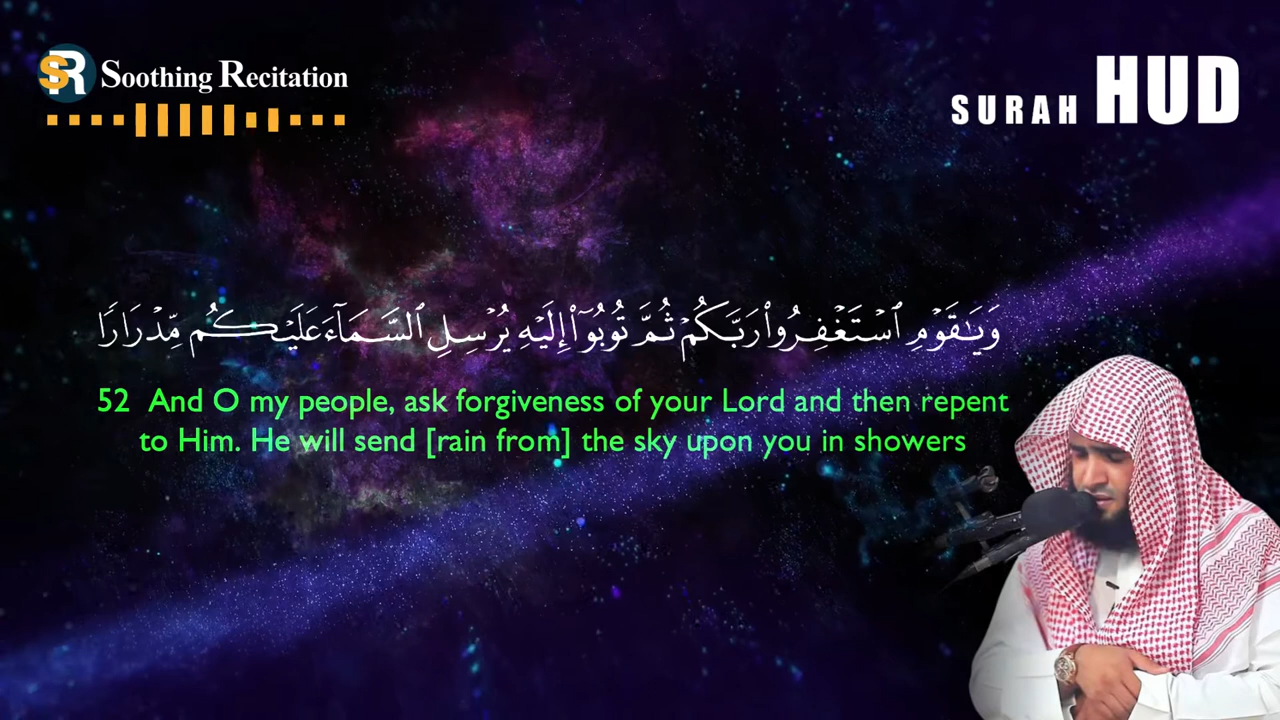 SR Soothing Recitation
SURAH HUD
وَيَٰقَوْمِ ٱسْتَغْفِرُوا۟ رَبَّكُمْ ثُمَّ تُوبُوٓا۟ إِلَيْهِ يُرْسِلِ ٱلسَّمَآءَ عَلَيْكُم مِّدْرَارًا
52 And O my people, ask forgiveness of your Lord and then repent
to Him. He will send [rain from] the sky upon you in showers